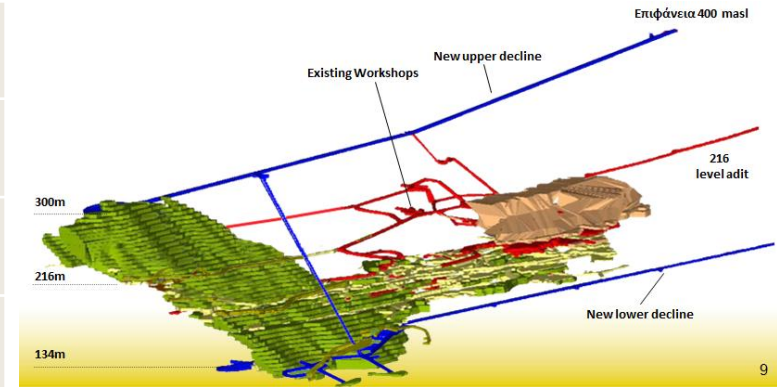 Επιφάνεια 400 masl
New upper decline
Existing Workshops
216
level adit
300m
216m
New lower decline
134m
9